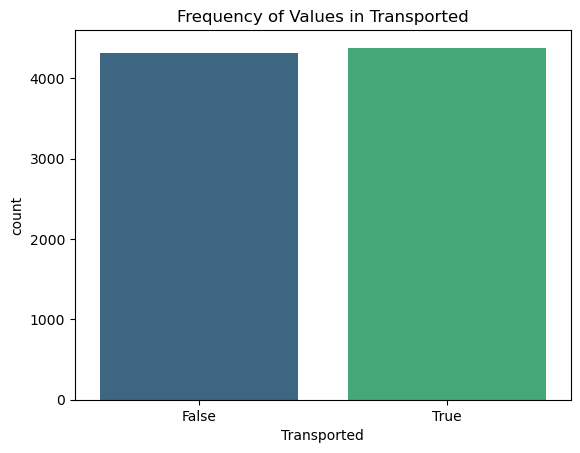 Frequency of Values in Transported
4000
3000
2000
1000
0
count
False True
Transported